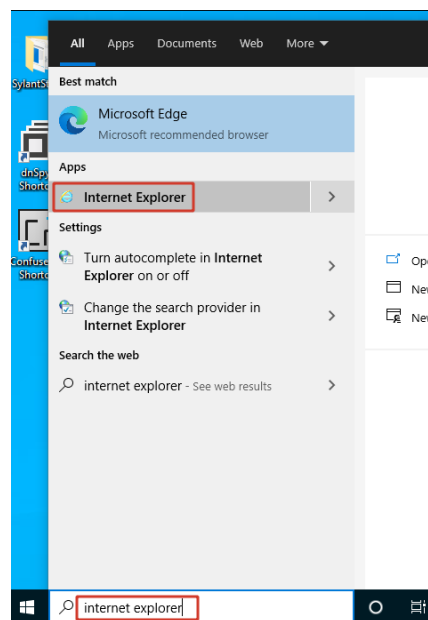 All Apps Documents Web More
Best match
SylantSt
Microsoft Edge
Microsoft recommended browser
Apps
dnSpy
Shortc
Internet Explorer
Settings
Turn autocomplete in Internet
Explorer on or off
Confuse
Shortc
Change the search provider in
Internet Explorer
Search the web
internet explorer - See web results
Ope
New
New
internet explorer